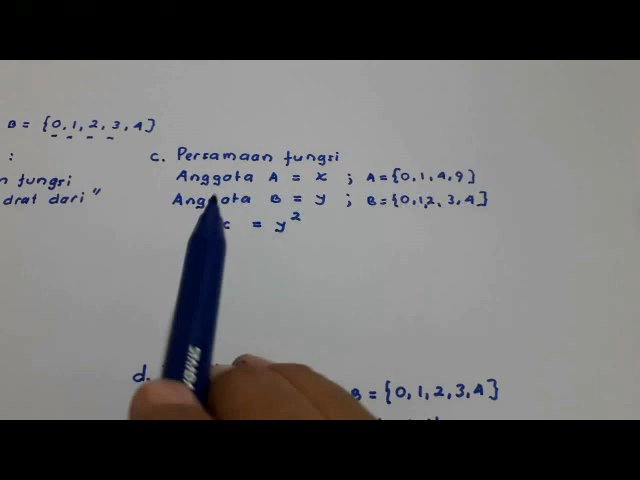 B = {0, 1, 2, 3, 4}
:
n fungsi
drat dari"
c. Persamaan fungsi
Anggota A = x ; A = {0, 1, 4, 9}
Anggota B = y ; B = {0, 1, 2, 3, 4}
= y²
d.
B = {0, 1, 2, 3, 4}